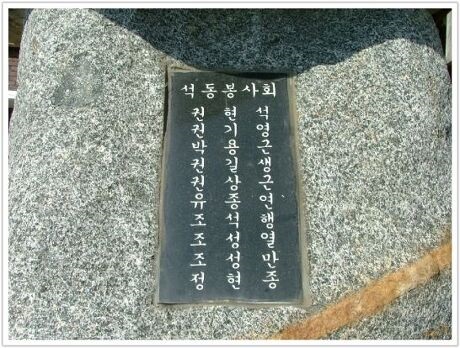 석동봉사회
권 현 석
권 기 영
박 용 근
권 길 생
권 상 근
유 종 연
조 석 행
조 성 열
조 성 만
정 현 종